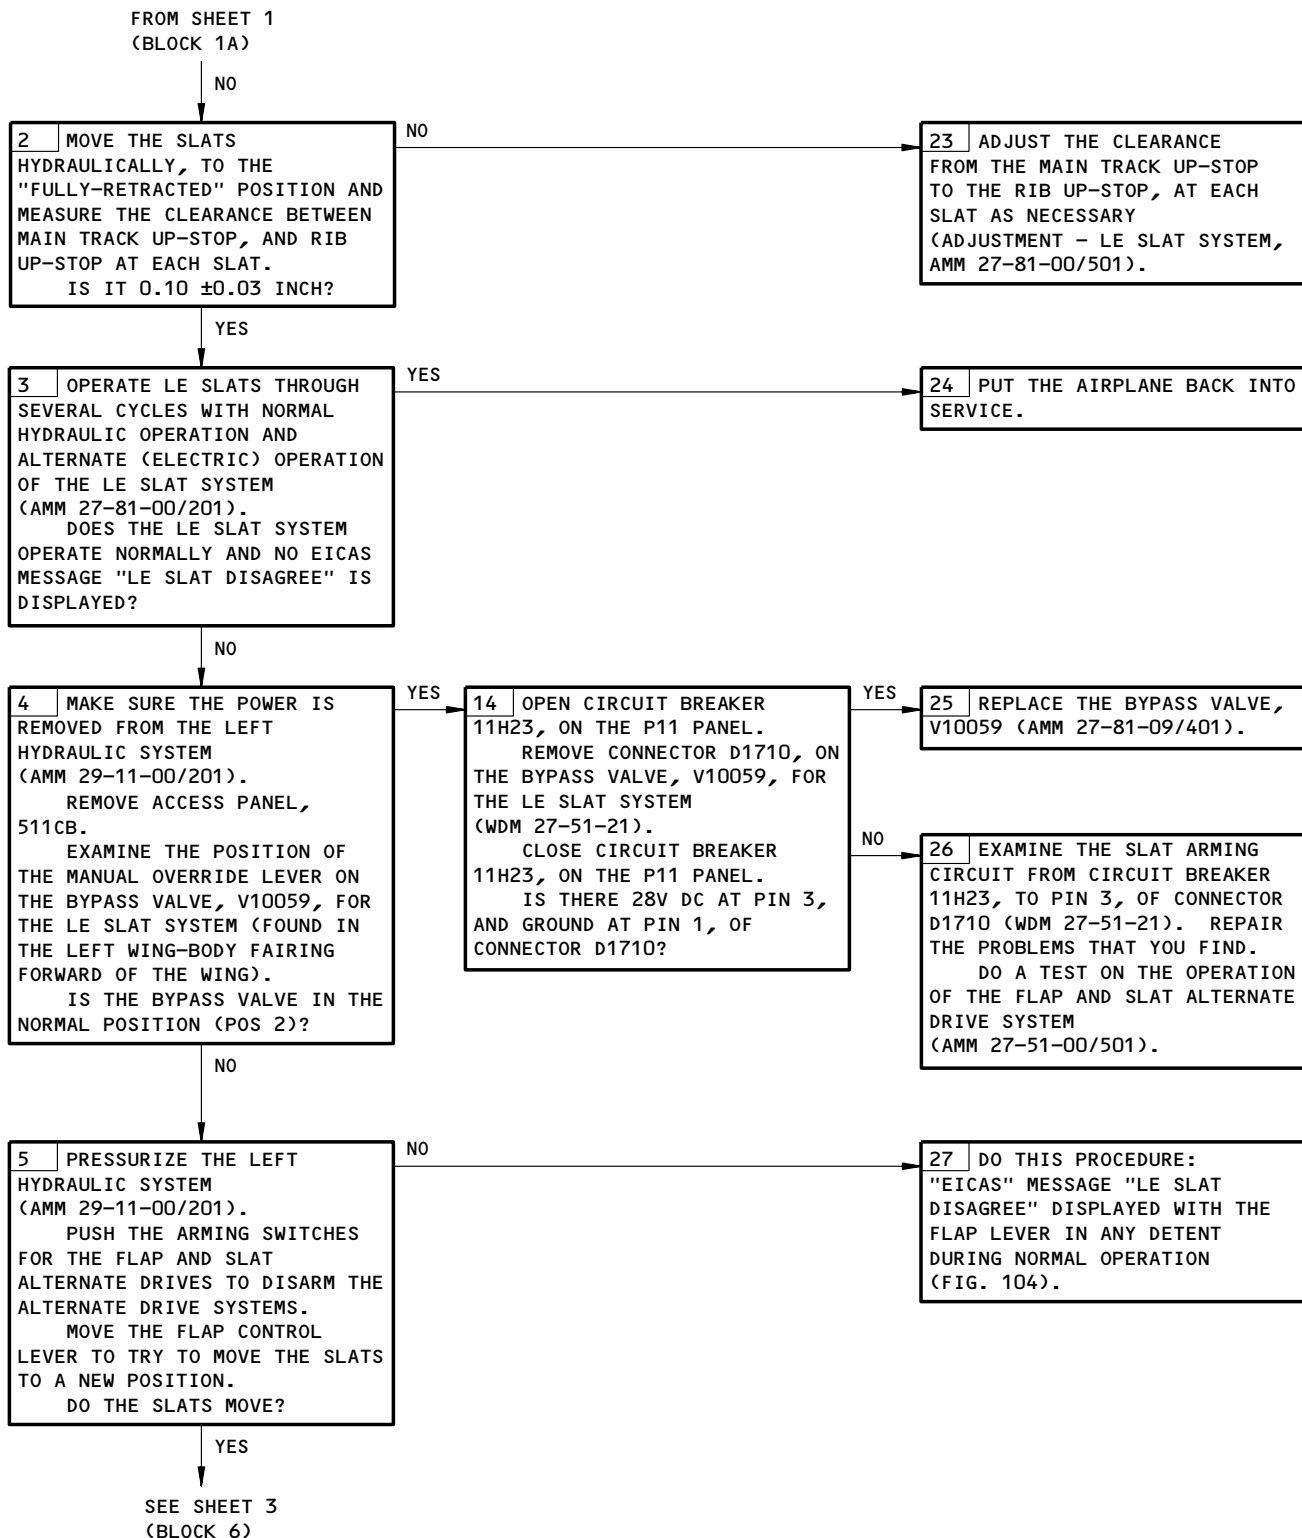 FROM SHEET 1
(BLOCK 1A)
NO
2 MOVE THE SLATS
HYDRAULICALLY, TO THE
"FULLY-RETRACTED" POSITION AND
MEASURE THE CLEARANCE BETWEEN
MAIN TRACK UP-STOP, AND RIB
UP-STOP AT EACH SLAT.
IS IT 0.10 ±0.03 INCH?
NO
23 ADJUST THE CLEARANCE
FROM THE MAIN TRACK UP-STOP
TO THE RIB UP-STOP, AT EACH
SLAT AS NECESSARY
(ADJUSTMENT - LE SLAT SYSTEM,
AMM 27-81-00/501).
YES
3 OPERATE LE SLATS THROUGH
SEVERAL CYCLES WITH NORMAL
HYDRAULIC OPERATION AND
ALTERNATE (ELECTRIC) OPERATION
OF THE LE SLAT SYSTEM
(AMM 27-81-00/201).
DOES THE LE SLAT SYSTEM
OPERATE NORMALLY AND NO EICAS
MESSAGE "LE SLAT DISAGREE" IS
DISPLAYED?
YES
24 PUT THE AIRPLANE BACK INTO
SERVICE.
NO
4 MAKE SURE THE POWER IS
REMOVED FROM THE LEFT
HYDRAULIC SYSTEM
(AMM 29-11-00/201).
REMOVE ACCESS PANEL,
511CB.
EXAMINE THE POSITION OF
THE MANUAL OVERRIDE LEVER ON
THE BYPASS VALVE, V10059, FOR
THE LE SLAT SYSTEM (FOUND IN
THE LEFT WING-BODY FAIRING
FORWARD OF THE WING).
IS THE BYPASS VALVE IN THE
NORMAL POSITION (POS 2)?
YES
14 OPEN CIRCUIT BREAKER
11H23, ON THE P11 PANEL.
REMOVE CONNECTOR D1710, ON
THE BYPASS VALVE, V10059, FOR
THE LE SLAT SYSTEM
(WDM 27-51-21).
CLOSE CIRCUIT BREAKER
11H23, ON THE P11 PANEL.
IS THERE 28V DC AT PIN 3,
AND GROUND AT PIN 1, OF
CONNECTOR D1710?
YES
25 REPLACE THE BYPASS VALVE,
V10059 (AMM 27-81-09/401).
NO
26 EXAMINE THE SLAT ARMING
CIRCUIT FROM CIRCUIT BREAKER
11H23, TO PIN 3, OF CONNECTOR
D1710 (WDM 27-51-21). REPAIR
THE PROBLEMS THAT YOU FIND.
DO A TEST ON THE OPERATION
OF THE FLAP AND SLAT ALTERNATE
DRIVE SYSTEM
(AMM 27-51-00/501).
NO
5 PRESSURIZE THE LEFT
HYDRAULIC SYSTEM
(AMM 29-11-00/201).
PUSH THE ARMING SWITCHES
FOR THE FLAP AND SLAT
ALTERNATE DRIVES TO DISARM THE
ALTERNATE DRIVE SYSTEMS.
MOVE THE FLAP CONTROL
LEVER TO TRY TO MOVE THE SLATS
TO A NEW POSITION.
DO THE SLATS MOVE?
NO
27 DO THIS PROCEDURE:
"EICAS" MESSAGE "LE SLAT
DISAGREE" DISPLAYED WITH THE
FLAP LEVER IN ANY DETENT
DURING NORMAL OPERATION
(FIG. 104).
YES
SEE SHEET 3
(BLOCK 6)